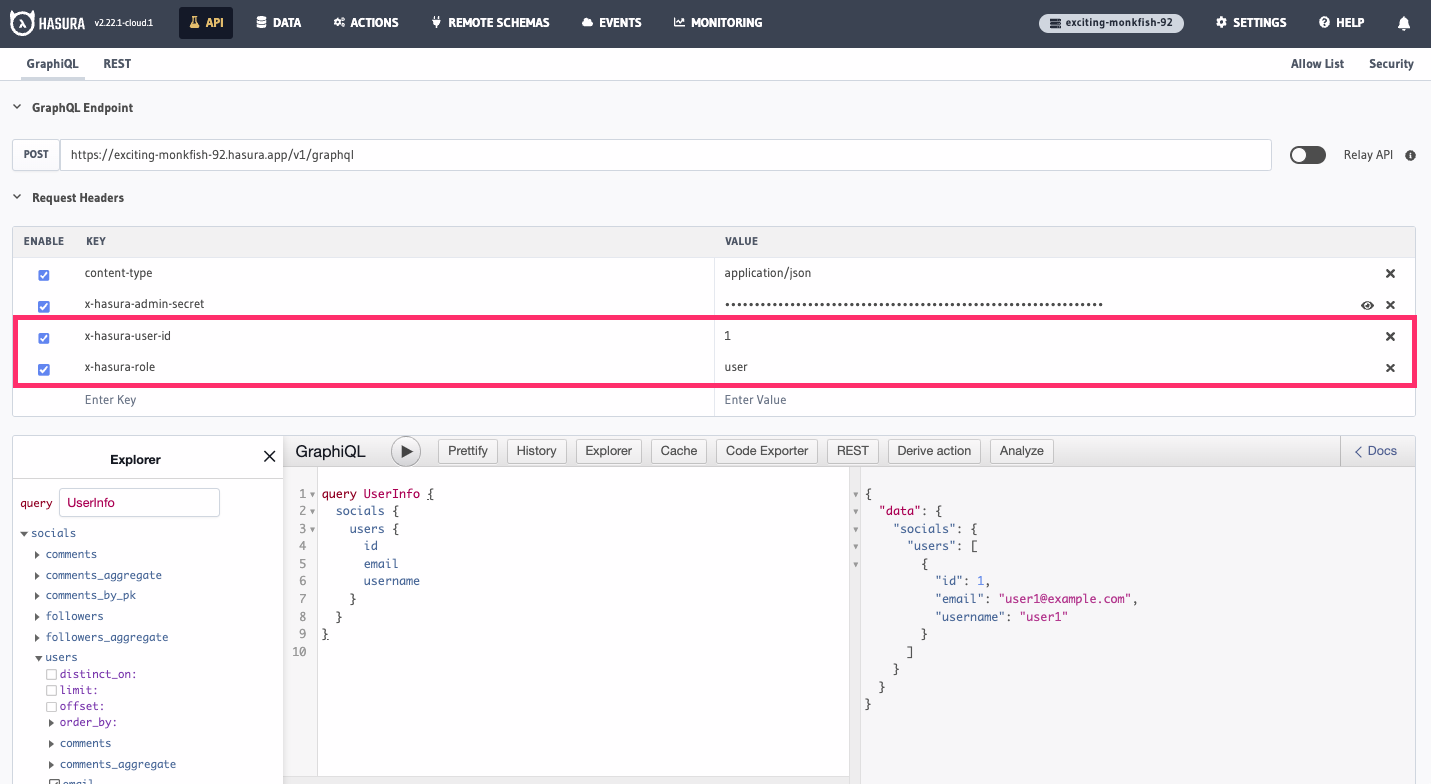 HASURA v2.22.1-cloud.1 API DATA ACTIONS REMOTE SCHEMAS EVENTS MONITORING exciting-monkfish-92 SETTINGS HELP
GraphiQL REST Allow List Security
GraphQL Endpoint
POST https://exciting-monkfish-92.hasura.app/v1/graphql Relay API
Request Headers
ENABLE KEY VALUE
content-type application/json
x-hasura-admin-secret ••••••••••••••••••••••••••••••••••••••••••••••••••••••••••••••••
x-hasura-user-id 1
x-hasura-role user
Enter Key Enter Value
Explorer
GraphiQL Prettify History Explorer Cache Code Exporter REST Derive action Analyze Docs
query UserInfo
socials
comments
comments_aggregate
comments_by_pk
followers
followers_aggregate
users
distinct_on:
limit:
offset:
order_by:
comments
comments_aggregate
email
1 query UserInfo {
2 socials {
3 users {
4 id
5 email
6 username
7 }
8 }
9 }
10
{
"data": {
"socials": {
"users": [
{
"id": 1,
"email": "user1@example.com",
"username": "user1"
}
]
}
}
}